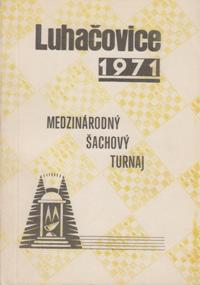 Luhačovice
1971
MEDZINÁRODNÝ
ŠACHOVÝ
TURNAJ